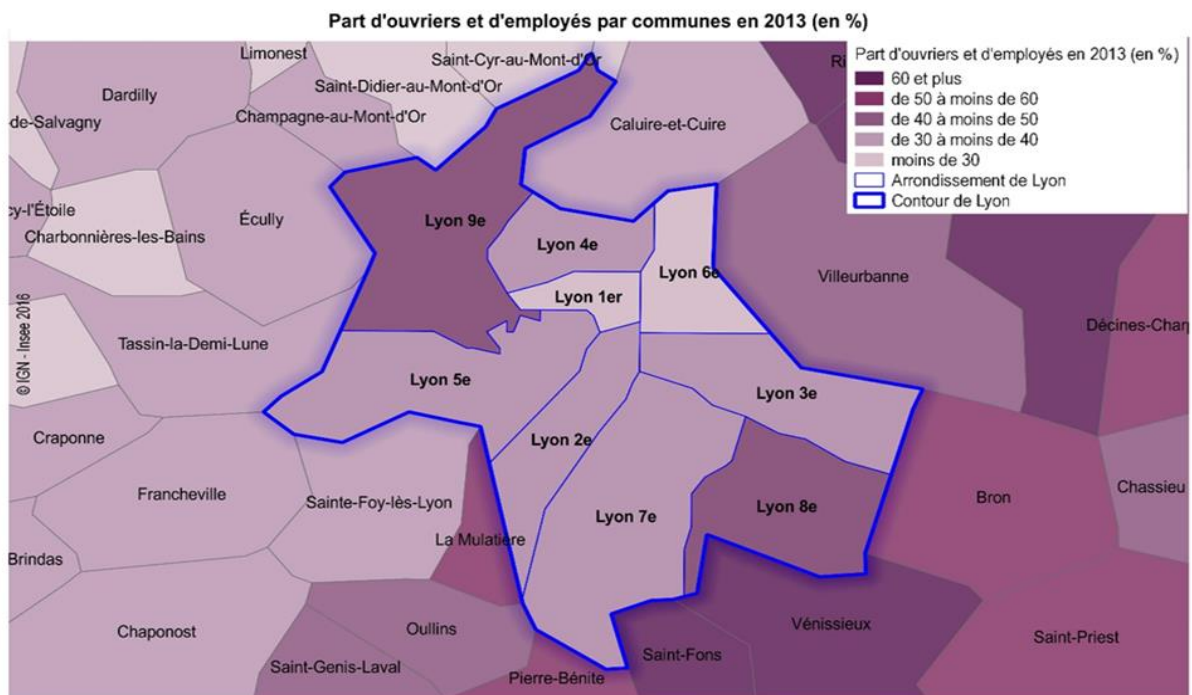 Part d'ouvriers et d'employés par communes en 2013 (en %)
Part d'ouvriers et d'employés en 2013 (en %)
60 et plus
de 50 à moins de 60
de 40 à moins de 50
de 30 à moins de 40
moins de 30
Arrondissement de Lyon
Contour de Lyon
Limonest
Saint-Cyr-au-Mont-d'Or
Ri
Saint-Didier-au-Mont-d'Or
Dardilly
Champagne-au-Mont-d'Or
-de-Salvagny
Caluire-et-Cuire
cy-l'Étoile
Écully
Lyon 9e
Charbonnières-les-Bains
Lyon 4e
Lyon 6e
Villeurbanne
Lyon 1er
Décines-Charp
Tassin-la-Demi-Lune
Lyon 5e
Lyon 3e
© IGN - Insee 2016
Craponne
Lyon 2e
Francheville
Sainte-Foy-lès-Lyon
Bron
Chassieu
Lyon 7e
Lyon 8e
La Mulatière
Brindas
Chaponost
Oullins
Vénissieux
Saint-Priest
Saint-Genis-Laval
Saint-Fons
Pierre-Bénite